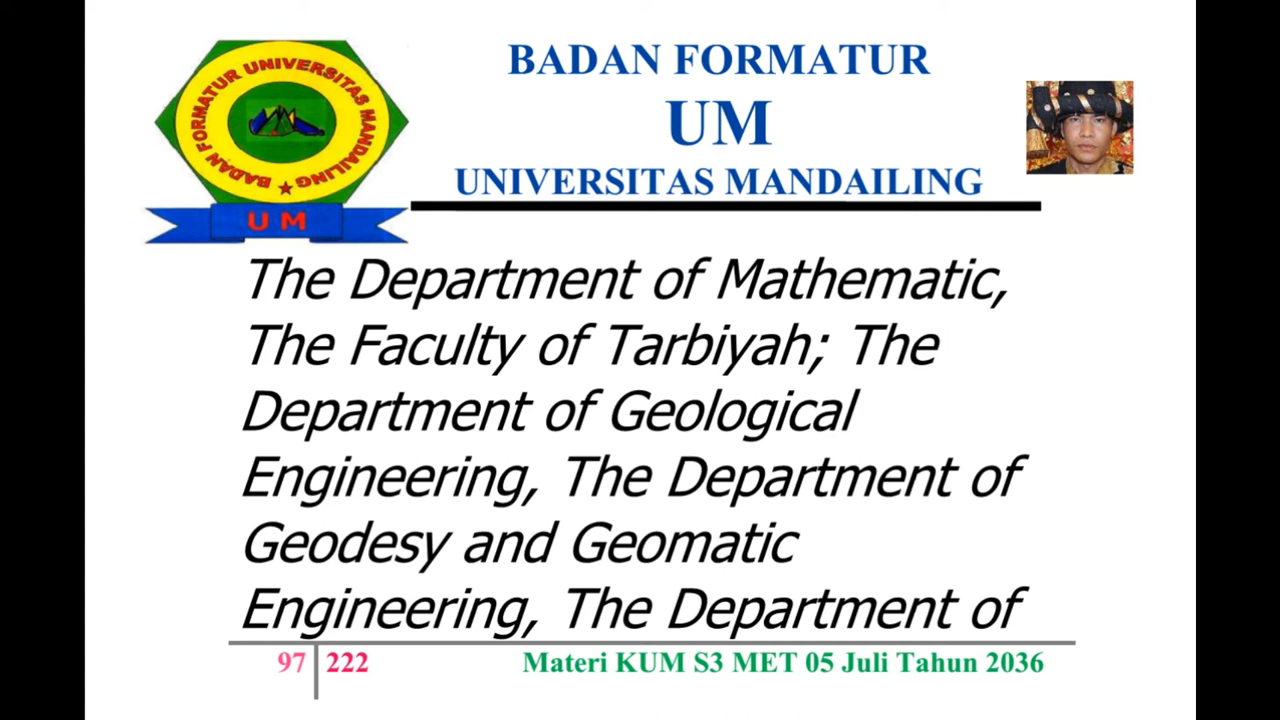 BADAN FORMATUR UNIVERSITAS MANDAILING
U M
BADAN FORMATUR
UM
UNIVERSITAS MANDAILING
The Department of Mathematic,
The Faculty of Tarbiyah; The
Department of Geological
Engineering, The Department of
Geodesy and Geomatic
Engineering, The Department of
97 222 Materi KUM S3 MET 05 Juli Tahun 2036